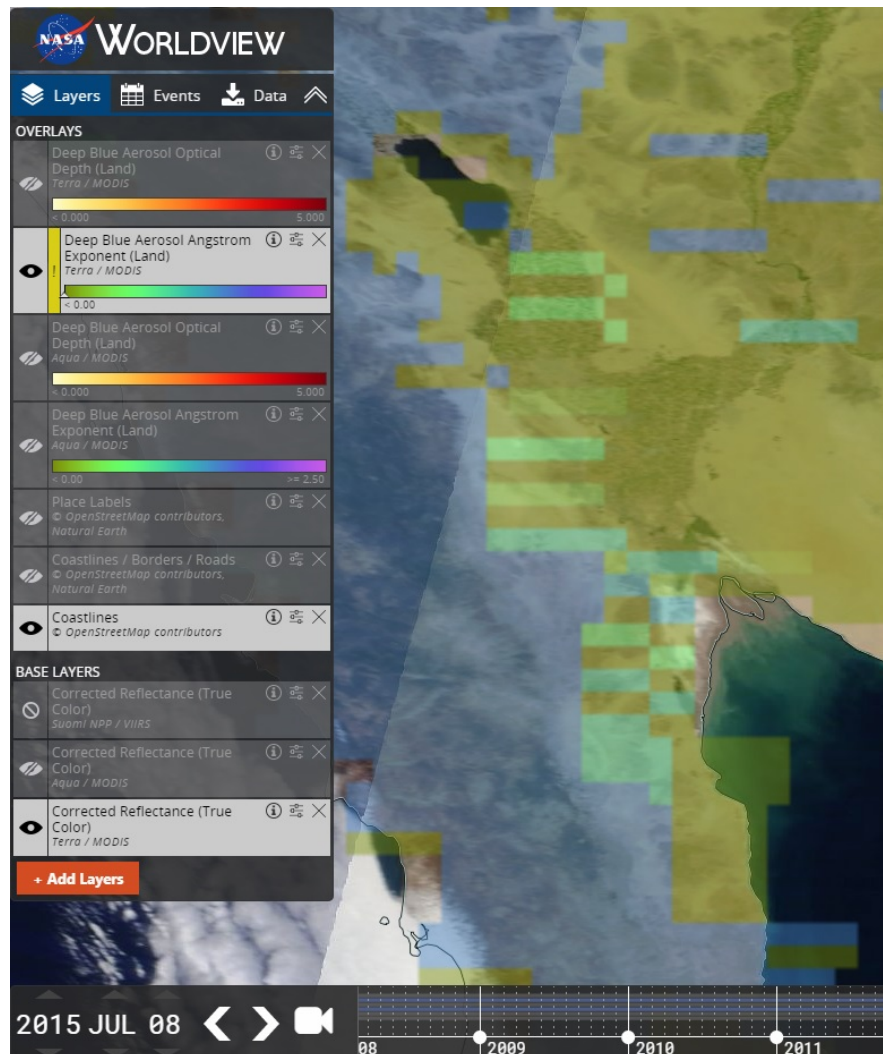 NASA WORLDVIEW
Layers Events Data
OVERLAYS
Deep Blue Aerosol Optical
Depth (Land)
Terra / MODIS
< 0.000 5.000
Deep Blue Aerosol Angstrom
Exponent (Land)
Terra / MODIS
!
< 0.00
Deep Blue Aerosol Optical
Depth (Land)
Aqua / MODIS
< 0.000 5.000
Deep Blue Aerosol Angstrom
Exponent (Land)
Aqua / MODIS
< 0.00 >= 2.50
Place Labels
© OpenStreetMap contributors,
Natural Earth
Coastlines / Borders / Roads
© OpenStreetMap contributors,
Natural Earth
Coastlines
© OpenStreetMap contributors
BASE LAYERS
Corrected Reflectance (True
Color)
Suomi NPP / VIIRS
Corrected Reflectance (True
Color)
Aqua / MODIS
Corrected Reflectance (True
Color)
Terra / MODIS
+ Add Layers
2015 JUL 08
08 2009 2010 2011